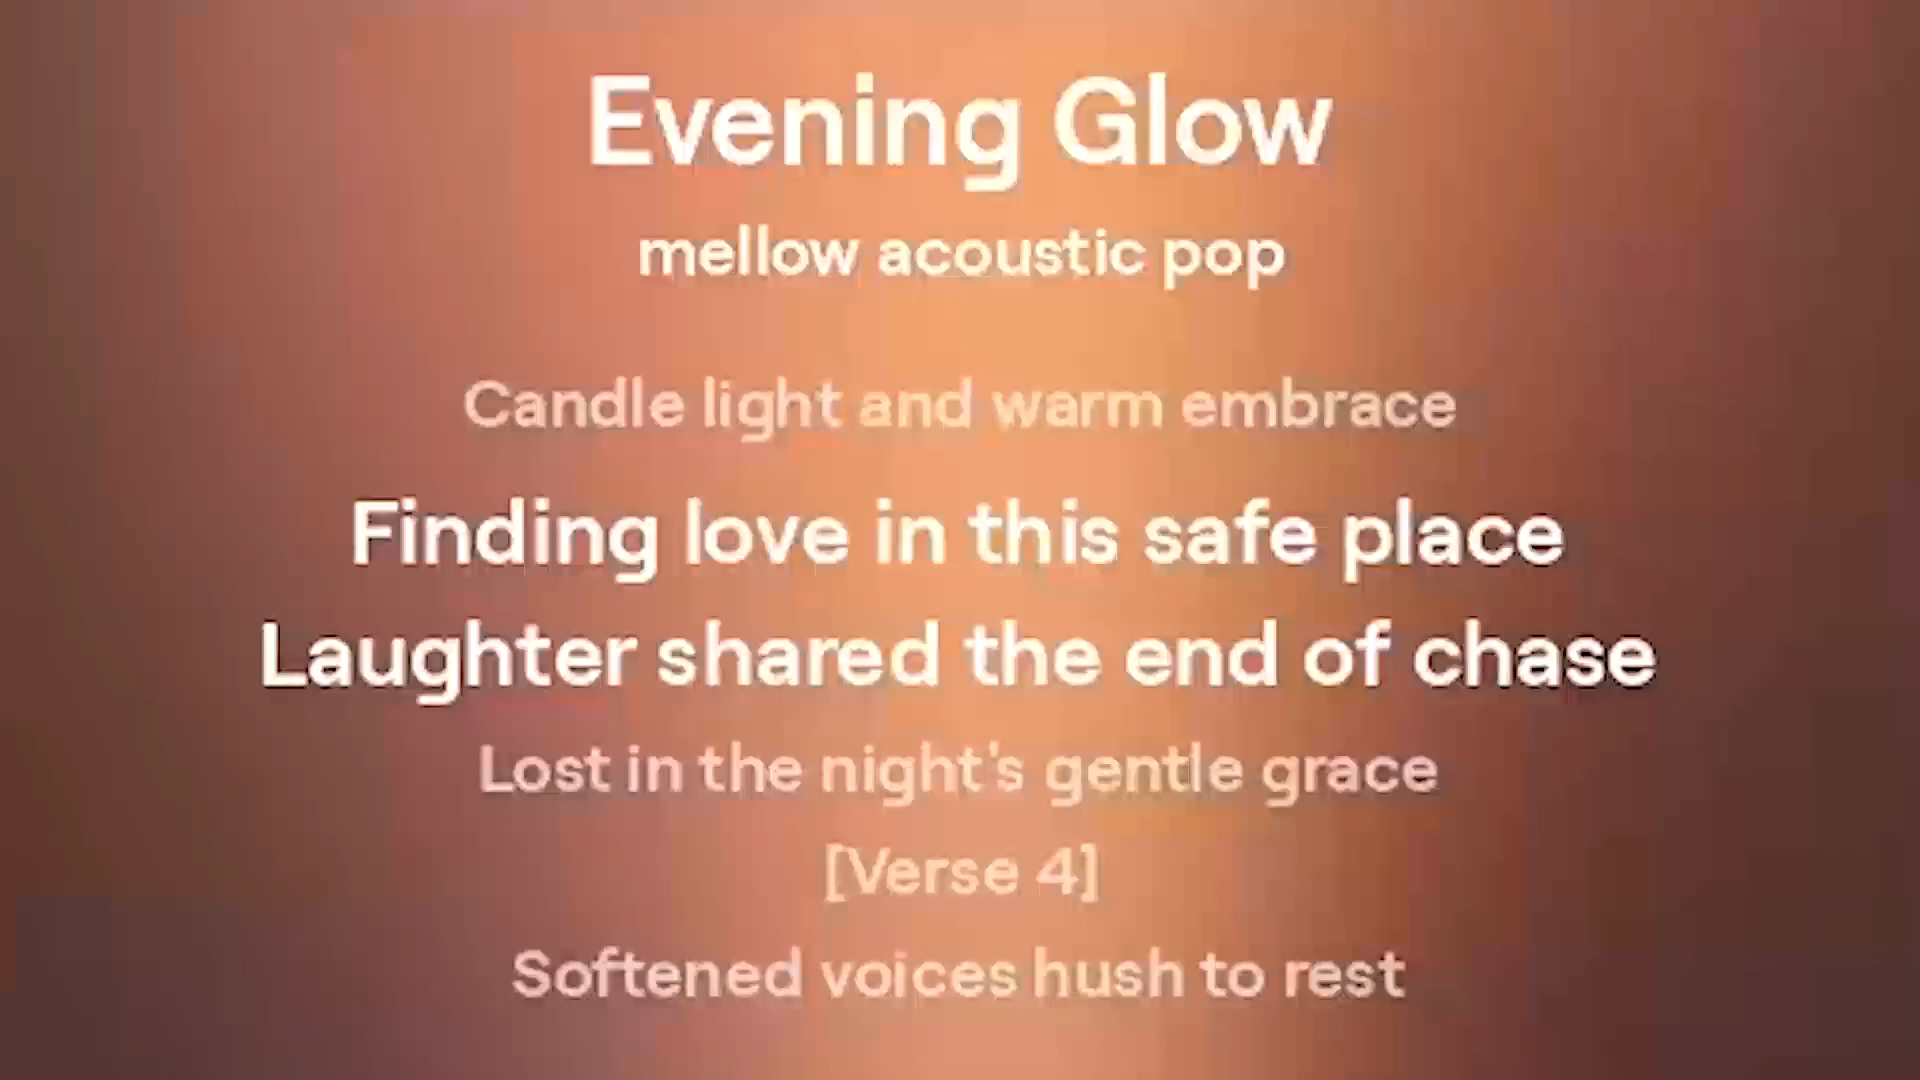 Evening Glow
mellow acoustic pop
Candle light and warm embrace
Finding love in this safe place
Laughter shared the end of chase
Lost in the night's gentle grace
[Verse 4]
Softened voices hush to rest